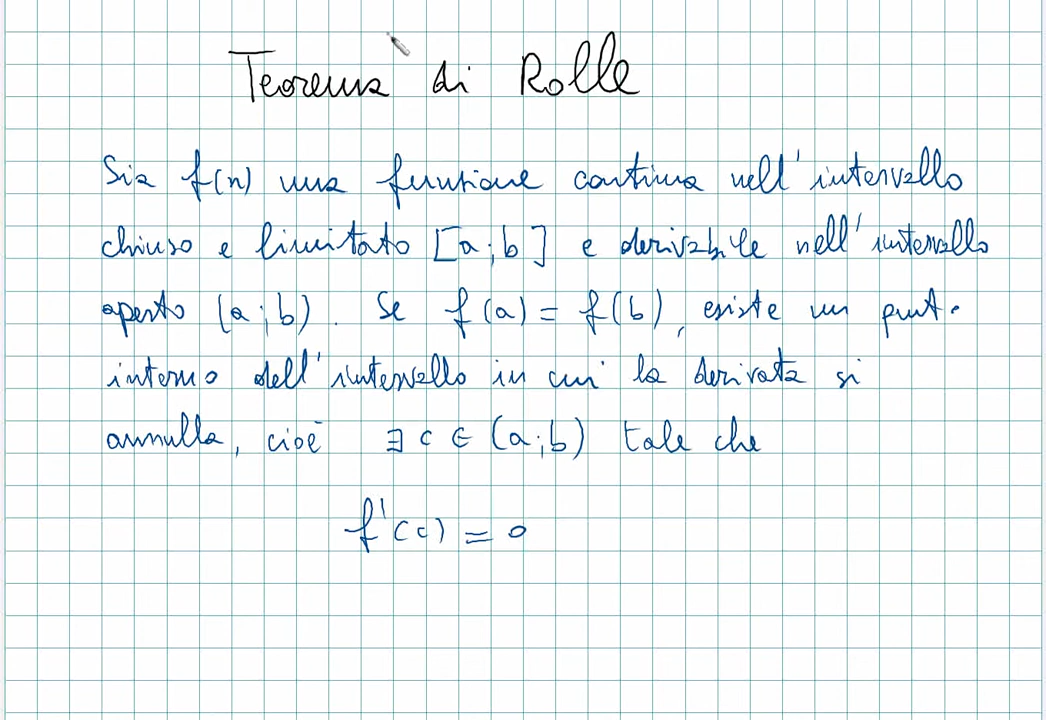 Teorema di Rolle
Sia f(x) una funzione continua nell'intervallo
chiuso e limitato [a;b] e derivabile nell'intervallo
aperto (a;b). Se f(a) = f(b), esiste un punto
interno dell'intervallo in cui la derivata si
annulla, cioè ∃ c ∈ (a;b) tale che
f'(c) = 0